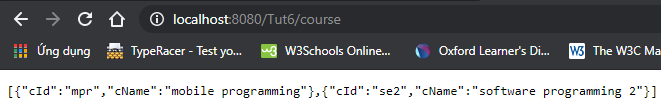 localhost:8080/Tut6/course
Ứng dụng TypeRacer - Test yo... W3Schools Online... Oxford Learner's Di... The W3C Ma
[{"cId":"mpr","cName":"mobile programming"},{"cId":"se2","cName":"software programming 2"}]